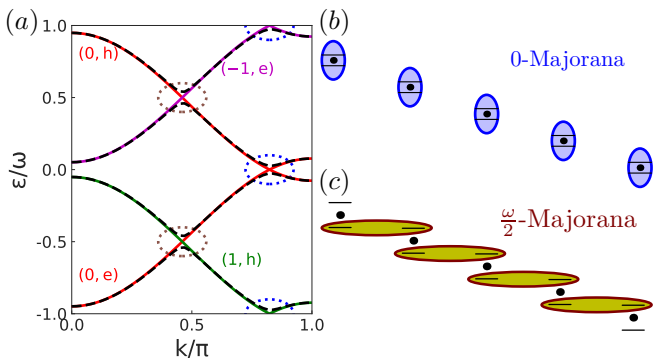 (a)
1.0
0.5
0.0
-0.5
-1.0
ε/ω
0.0
0.5
1.0
k/π
(0, h)
(−1, e)
(0, e)
(1, h)
(b)
0-Majorana
(c)
ω/2-Majorana